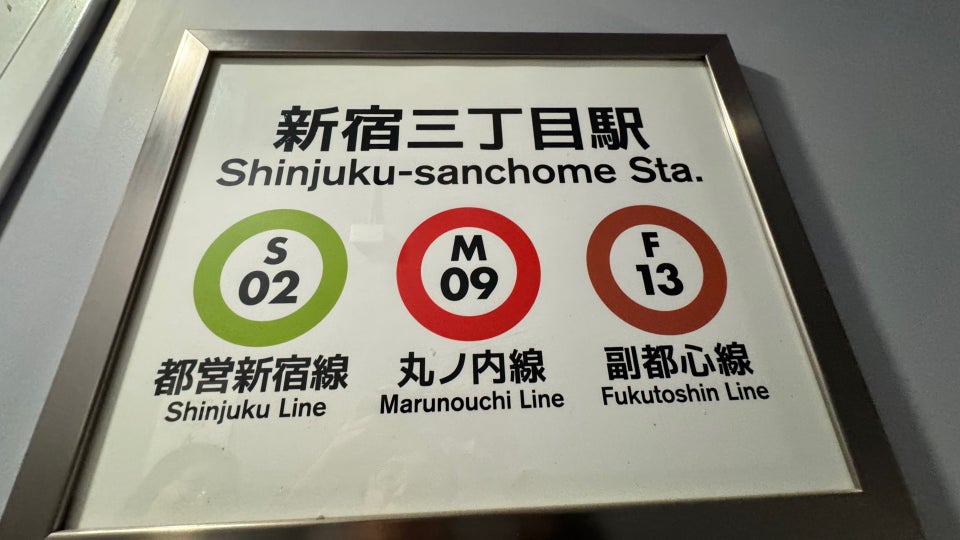 新宿三丁目駅
Shinjuku-sanchome Sta.
S
02
M
09
F
13
都営新宿線
Shinjuku Line
丸ノ内線
Marunouchi Line
副都心線
Fukutoshin Line